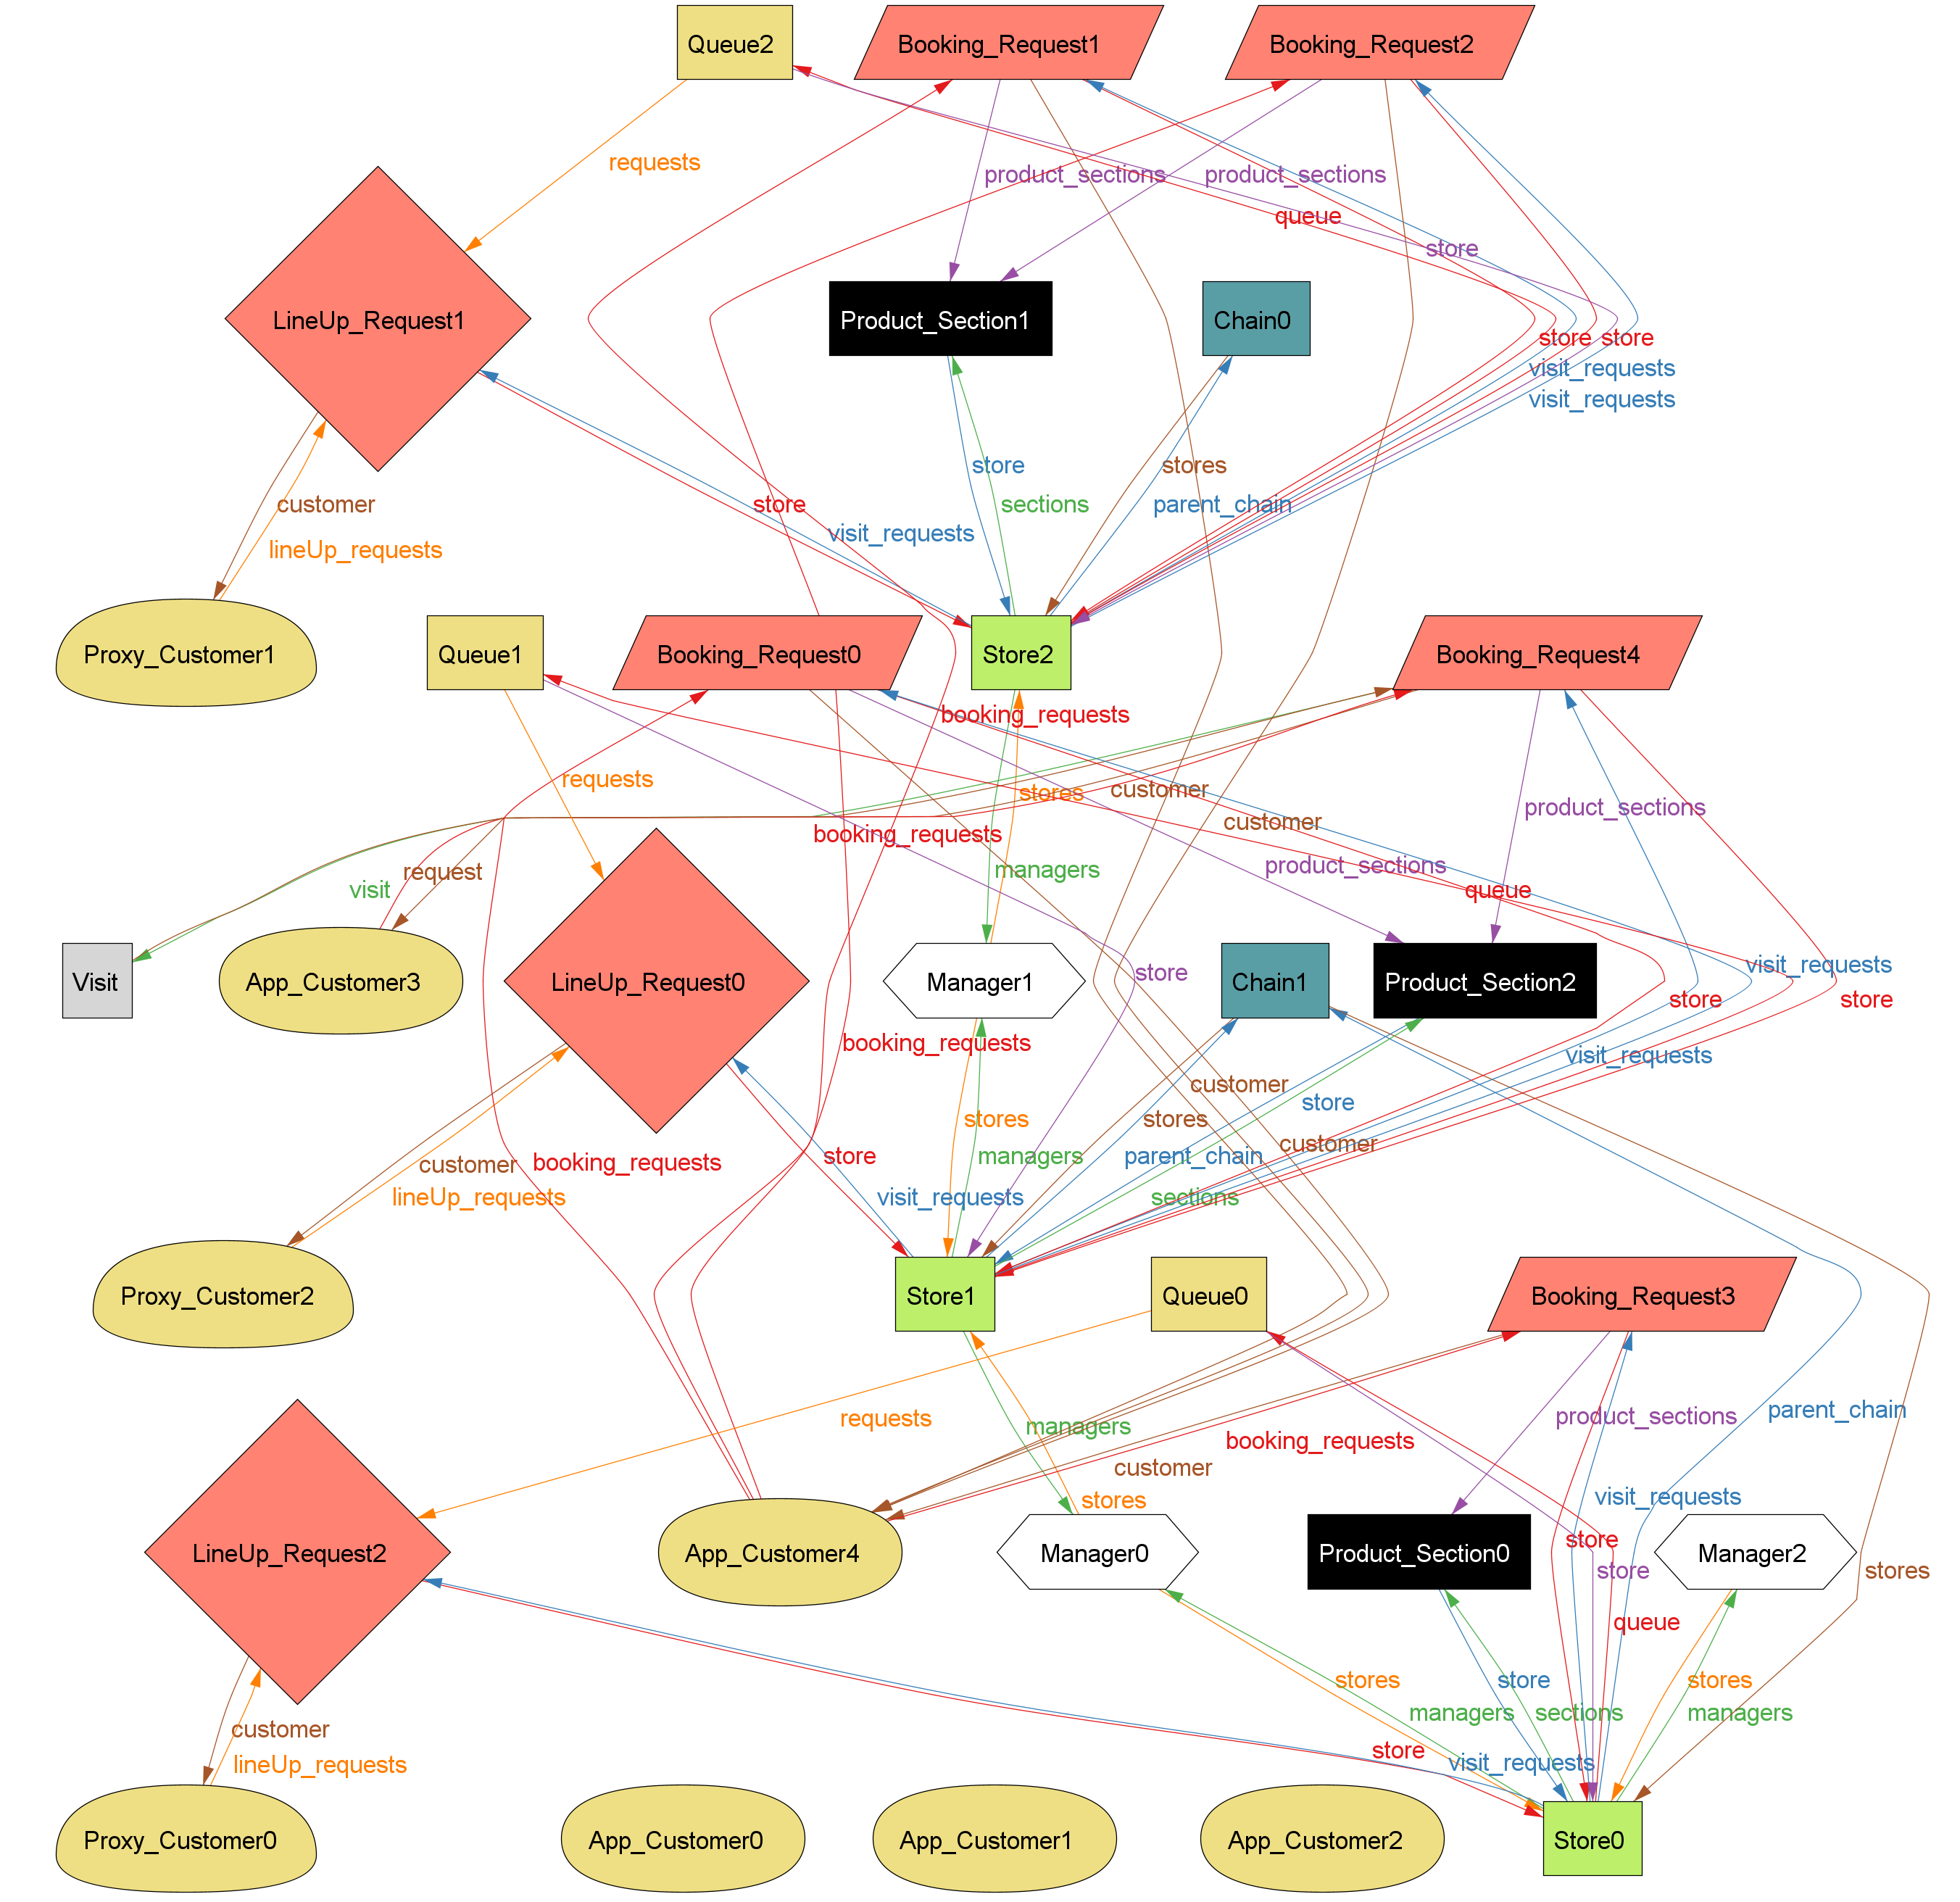 Queue2
Booking_Request1
Booking_Request2
requests
product_sections
product_sections
queue
store
LineUp_Request1
Product_Section1
Chain0
store
store
visit_requests
visit_requests
customer
store
store
stores
sections
parent_chain
visit_requests
lineUp_requests
Proxy_Customer1
Queue1
Booking_Request0
Store2
Booking_Request4
booking_requests
requests
stores
customer
product_sections
booking_requests
customer
visit
request
managers
product_sections
queue
store
visit_requests
Visit
App_Customer3
LineUp_Request0
Manager1
Chain1
Product_Section2
store
store
booking_requests
visit_requests
customer
store
stores
stores
customer
customer
booking_requests
store
managers
parent_chain
lineUp_requests
visit_requests
sections
Proxy_Customer2
Store1
Queue0
Booking_Request3
requests
managers
booking_requests
product_sections
parent_chain
customer
stores
visit_requests
LineUp_Request2
App_Customer4
Manager0
Product_Section0
Manager2
store
store
stores
queue
stores
store
stores
customer
managers
sections
managers
lineUp_requests
store
visit_requests
Proxy_Customer0
App_Customer0
App_Customer1
App_Customer2
Store0